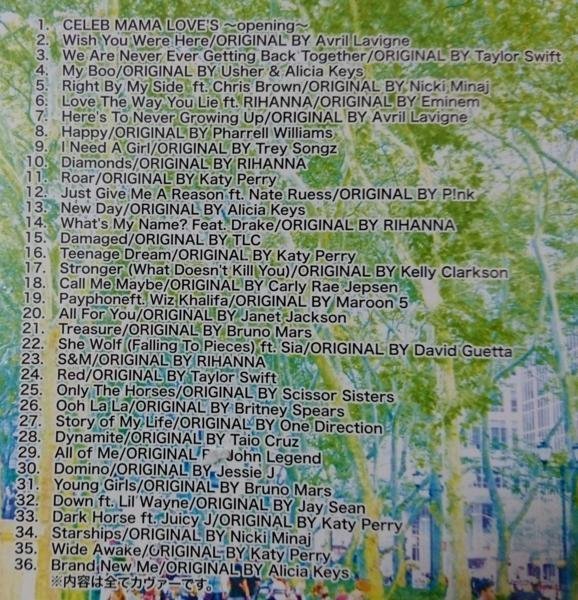 1. CELEB MAMA LOVE'S ～opening～
2. Wish You Were Here/ORIGINAL BY Avril Lavigne
3. We Are Never Ever Getting Back Together/ORIGINAL BY Taylor Swift
4. My Boo/ORIGINAL BY Usher & Alicia Keys
5. Right By My Side ft. Chris Brown/ORIGINAL BY Nicki Minaj
6. Love The Way You Lie ft. RIHANNA/ORIGINAL BY Eminem
7. Here's To Never Growing Up/ORIGINAL BY Avril Lavigne
8. Happy/ORIGINAL BY Pharrell Williams
9. I Need A Girl/ORIGINAL BY Trey Songz
10. Diamonds/ORIGINAL BY RIHANNA
11. Roar/ORIGINAL BY Katy Perry
12. Just Give Me A Reason ft. Nate Ruess/ORIGINAL BY P!nk
13. New Day/ORIGINAL BY Alicia Keys
14. What's My Name? Feat. Drake/ORIGINAL BY RIHANNA
15. Damaged/ORIGINAL BY TLC
16. Teenage Dream/ORIGINAL BY Katy Perry
17. Stronger (What Doesn't Kill You)/ORIGINAL BY Kelly Clarkson
18. Call Me Maybe/ORIGINAL BY Carly Rae Jepsen
19. Payphoneft. Wiz Khalifa/ORIGINAL BY Maroon 5
20. All For You/ORIGINAL BY Janet Jackson
21. Treasure/ORIGINAL BY Bruno Mars
22. She Wolf (Falling To Pieces) ft. Sia/ORIGINAL BY David Guetta
23. S&M/ORIGINAL BY RIHANNA
24. Red/ORIGINAL BY Taylor Swift
25. Only The Horses/ORIGINAL BY Scissor Sisters
26. Ooh La La/ORIGINAL BY Britney Spears
27. Story of My Life/ORIGINAL BY One Direction
28. Dynamite/ORIGINAL BY Taio Cruz
29. All of Me/ORIGINAL John Legend
30. Domino/ORIGINAL BY Jessie J
31. Young Girls/ORIGINAL BY Bruno Mars
32. Down ft. Lil' Wayne/ORIGINAL BY Jay Sean
33. Dark Horse ft. Juicy J/ORIGINAL BY Katy Perry
34. Starships/ORIGINAL BY Nicki Minaj
35. Wide Awake/ORIGINAL BY Katy Perry
36. Brand New Me/ORIGINAL BY Alicia Keys
※内容は全てカヴァーです。